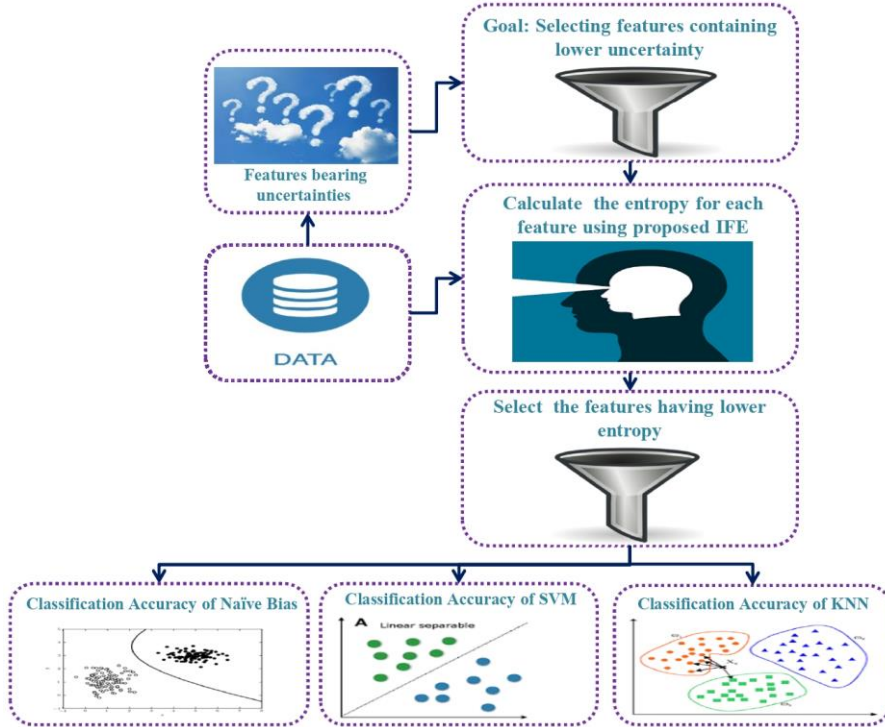 Goal: Selecting features containing
lower uncertainty
Features bearing
uncertainties
Calculate the entropy for each
feature using proposed IFE
DATA
Select the features having lower
entropy
Classification Accuracy of Naïve Bias
Classification Accuracy of SVM
A Linear separable
Classification Accuracy of KNN